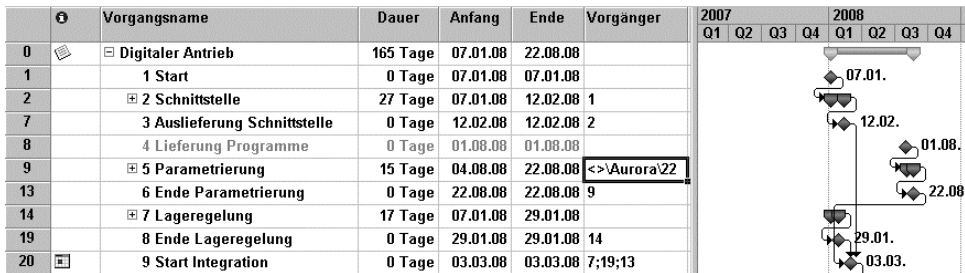 Vorgangsname Dauer Anfang Ende Vorgänger 2007 2008
Q1 Q2 Q3 Q4 Q1 Q2 Q3 Q4
0 Digitaler Antrieb 165 Tage 07.01.08 22.08.08
1 1 Start 0 Tage 07.01.08 07.01.08 07.01.
2 2 Schnittstelle 27 Tage 07.01.08 12.02.08 1
7 3 Auslieferung Schnittstelle 0 Tage 12.02.08 12.02.08 2 12.02.
8 4 Lieferung Programme 0 Tage 01.08.08 01.08.08 01.08.
9 5 Parametrierung 15 Tage 04.08.08 22.08.08 <>\Aurora\22
13 6 Ende Parametrierung 0 Tage 22.08.08 22.08.08 9 22.08
14 7 Lageregelung 17 Tage 07.01.08 29.01.08
19 8 Ende Lageregelung 0 Tage 29.01.08 29.01.08 14 29.01.
20 9 Start Integration 0 Tage 03.03.08 03.03.08 7;19;13 03.03.